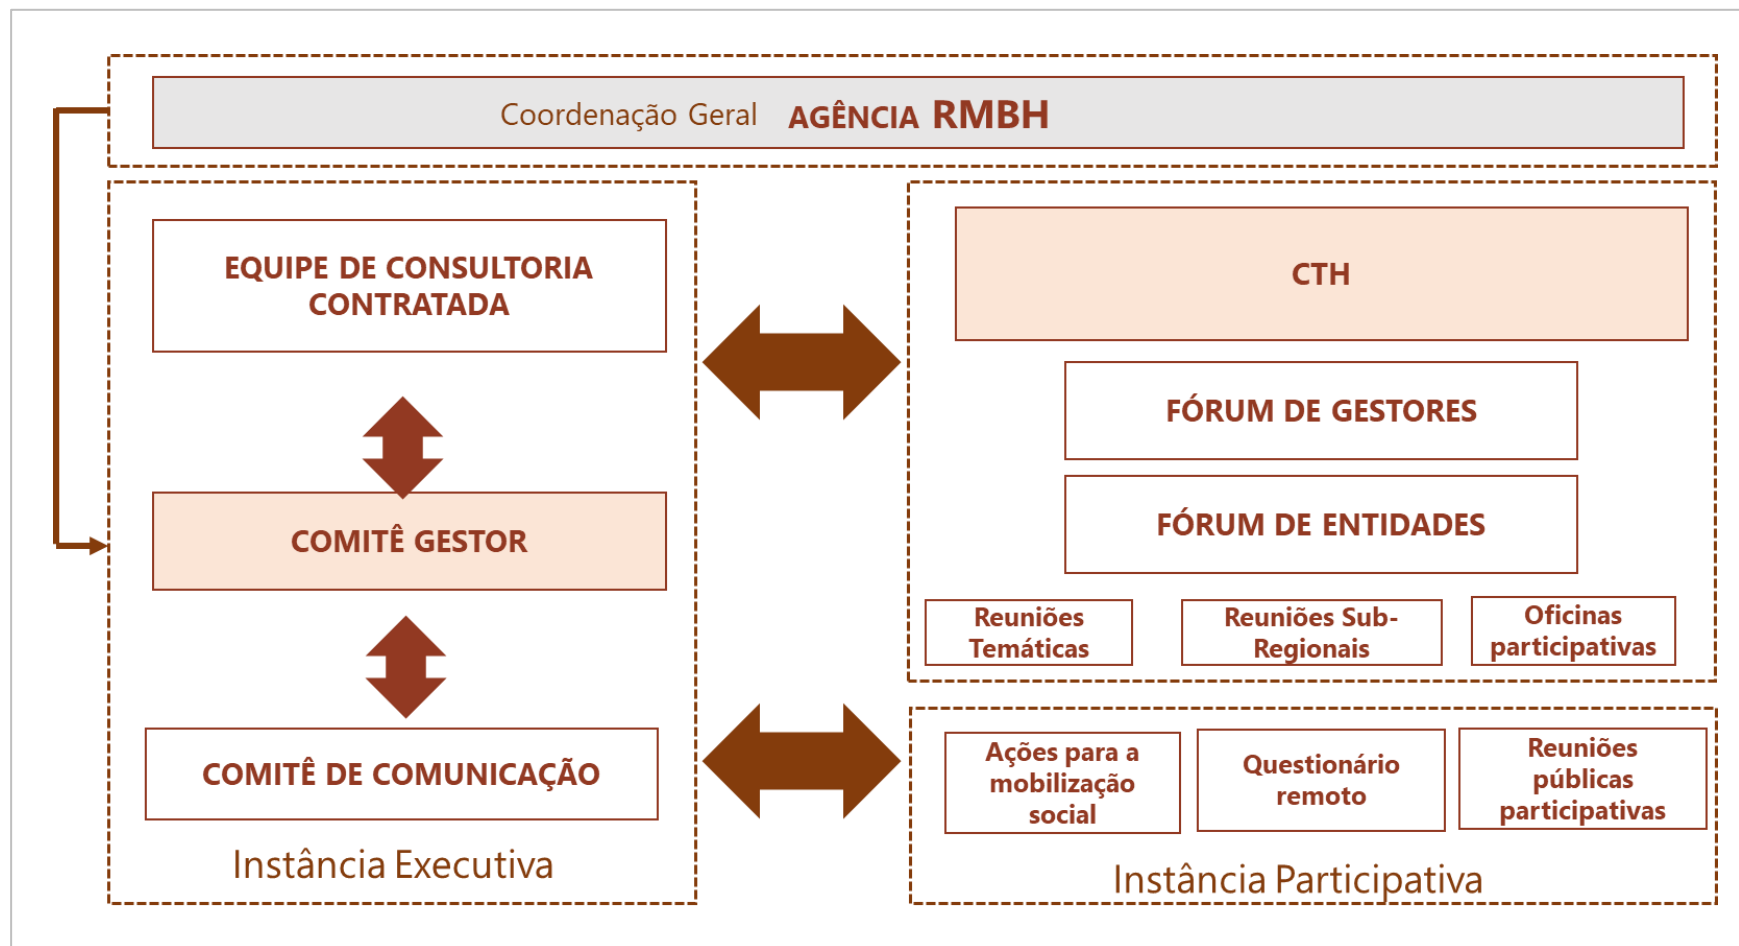 Coordenação Geral AGÊNCIA RMBH
EQUIPE DE CONSULTORIA
CONTRATADA
COMITÊ GESTOR
COMITÊ DE COMUNICAÇÃO
Instância Executiva
CTH
FÓRUM DE GESTORES
FÓRUM DE ENTIDADES
Reuniões
Temáticas
Reuniões Sub-
Regionais
Oficinas
participativas
Ações para a
mobilização
social
Questionário
remoto
Reuniões
públicas
participativas
Instância Participativa